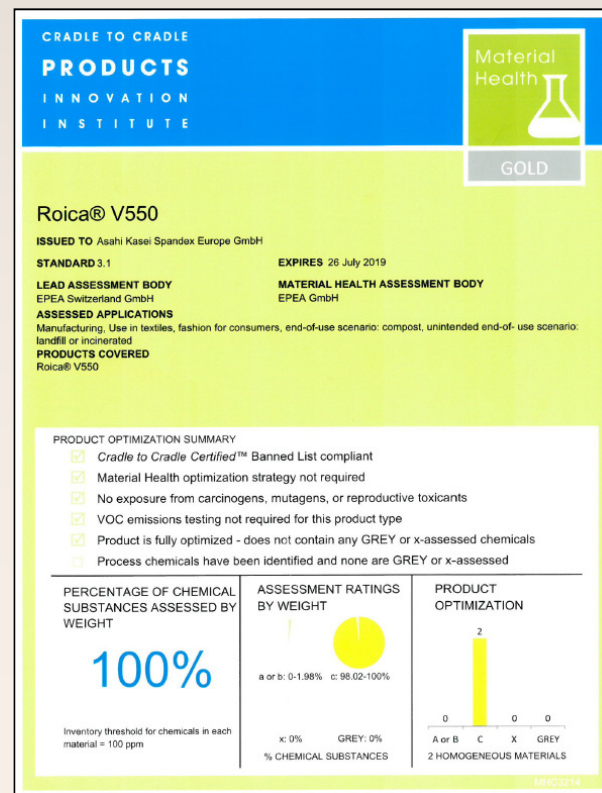 CRADLE TO CRADLE
PRODUCTS
INNOVATION
INSTITUTE
Material
Health
GOLD
Roica® V550
ISSUED TO Asahi Kasei Spandex Europe GmbH
STANDARD 3.1
EXPIRES 26 July 2019
LEAD ASSESSMENT BODY
EPEA Switzerland GmbH
MATERIAL HEALTH ASSESSMENT BODY
EPEA GmbH
ASSESSED APPLICATIONS
Manufacturing, Use in textiles, fashion for consumers, end-of-use scenario: compost, unintended end-of- use scenario:
landfill or incinerated
PRODUCTS COVERED
Roica® V550
PRODUCT OPTIMIZATION SUMMARY
Cradle to Cradle Certified™ Banned List compliant
Material Health optimization strategy not required
No exposure from carcinogens, mutagens, or reproductive toxicants
VOC emissions testing not required for this product type
Product is fully optimized - does not contain any GREY or x-assessed chemicals
Process chemicals have been identified and none are GREY or x-assessed
PERCENTAGE OF CHEMICAL
SUBSTANCES ASSESSED BY
WEIGHT
100%
Inventory threshold for chemicals in each
material = 100 ppm
ASSESSMENT RATINGS
BY WEIGHT
a or b: 0-1.98% c: 98.02-100%
x: 0% GREY: 0%
% CHEMICAL SUBSTANCES
PRODUCT
OPTIMIZATION
2
0 0 0
A or B C X GREY
2 HOMOGENEOUS MATERIALS